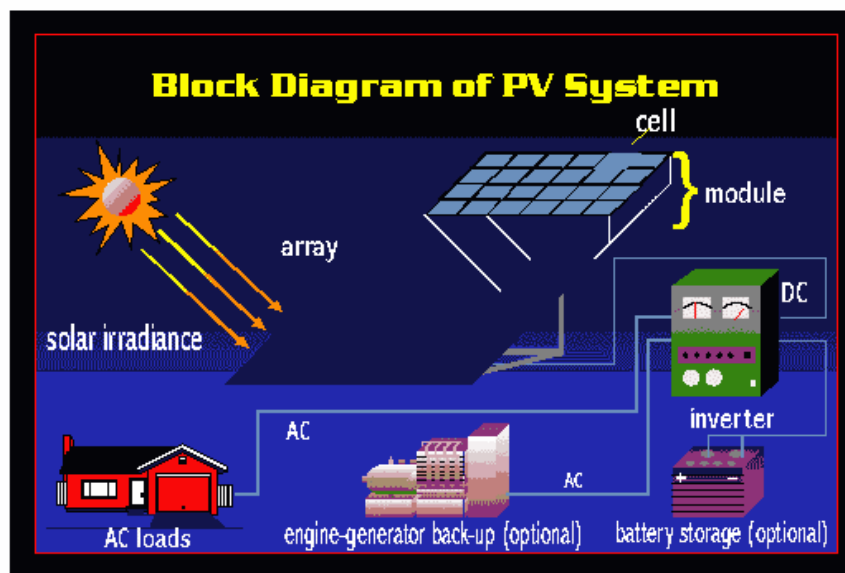 Block Diagram of PV System
cell
module
array
solar irradiance
DC
inverter
AC
AC
AC loads
engine-generator back-up (optional)
battery storage (optional)
+ -